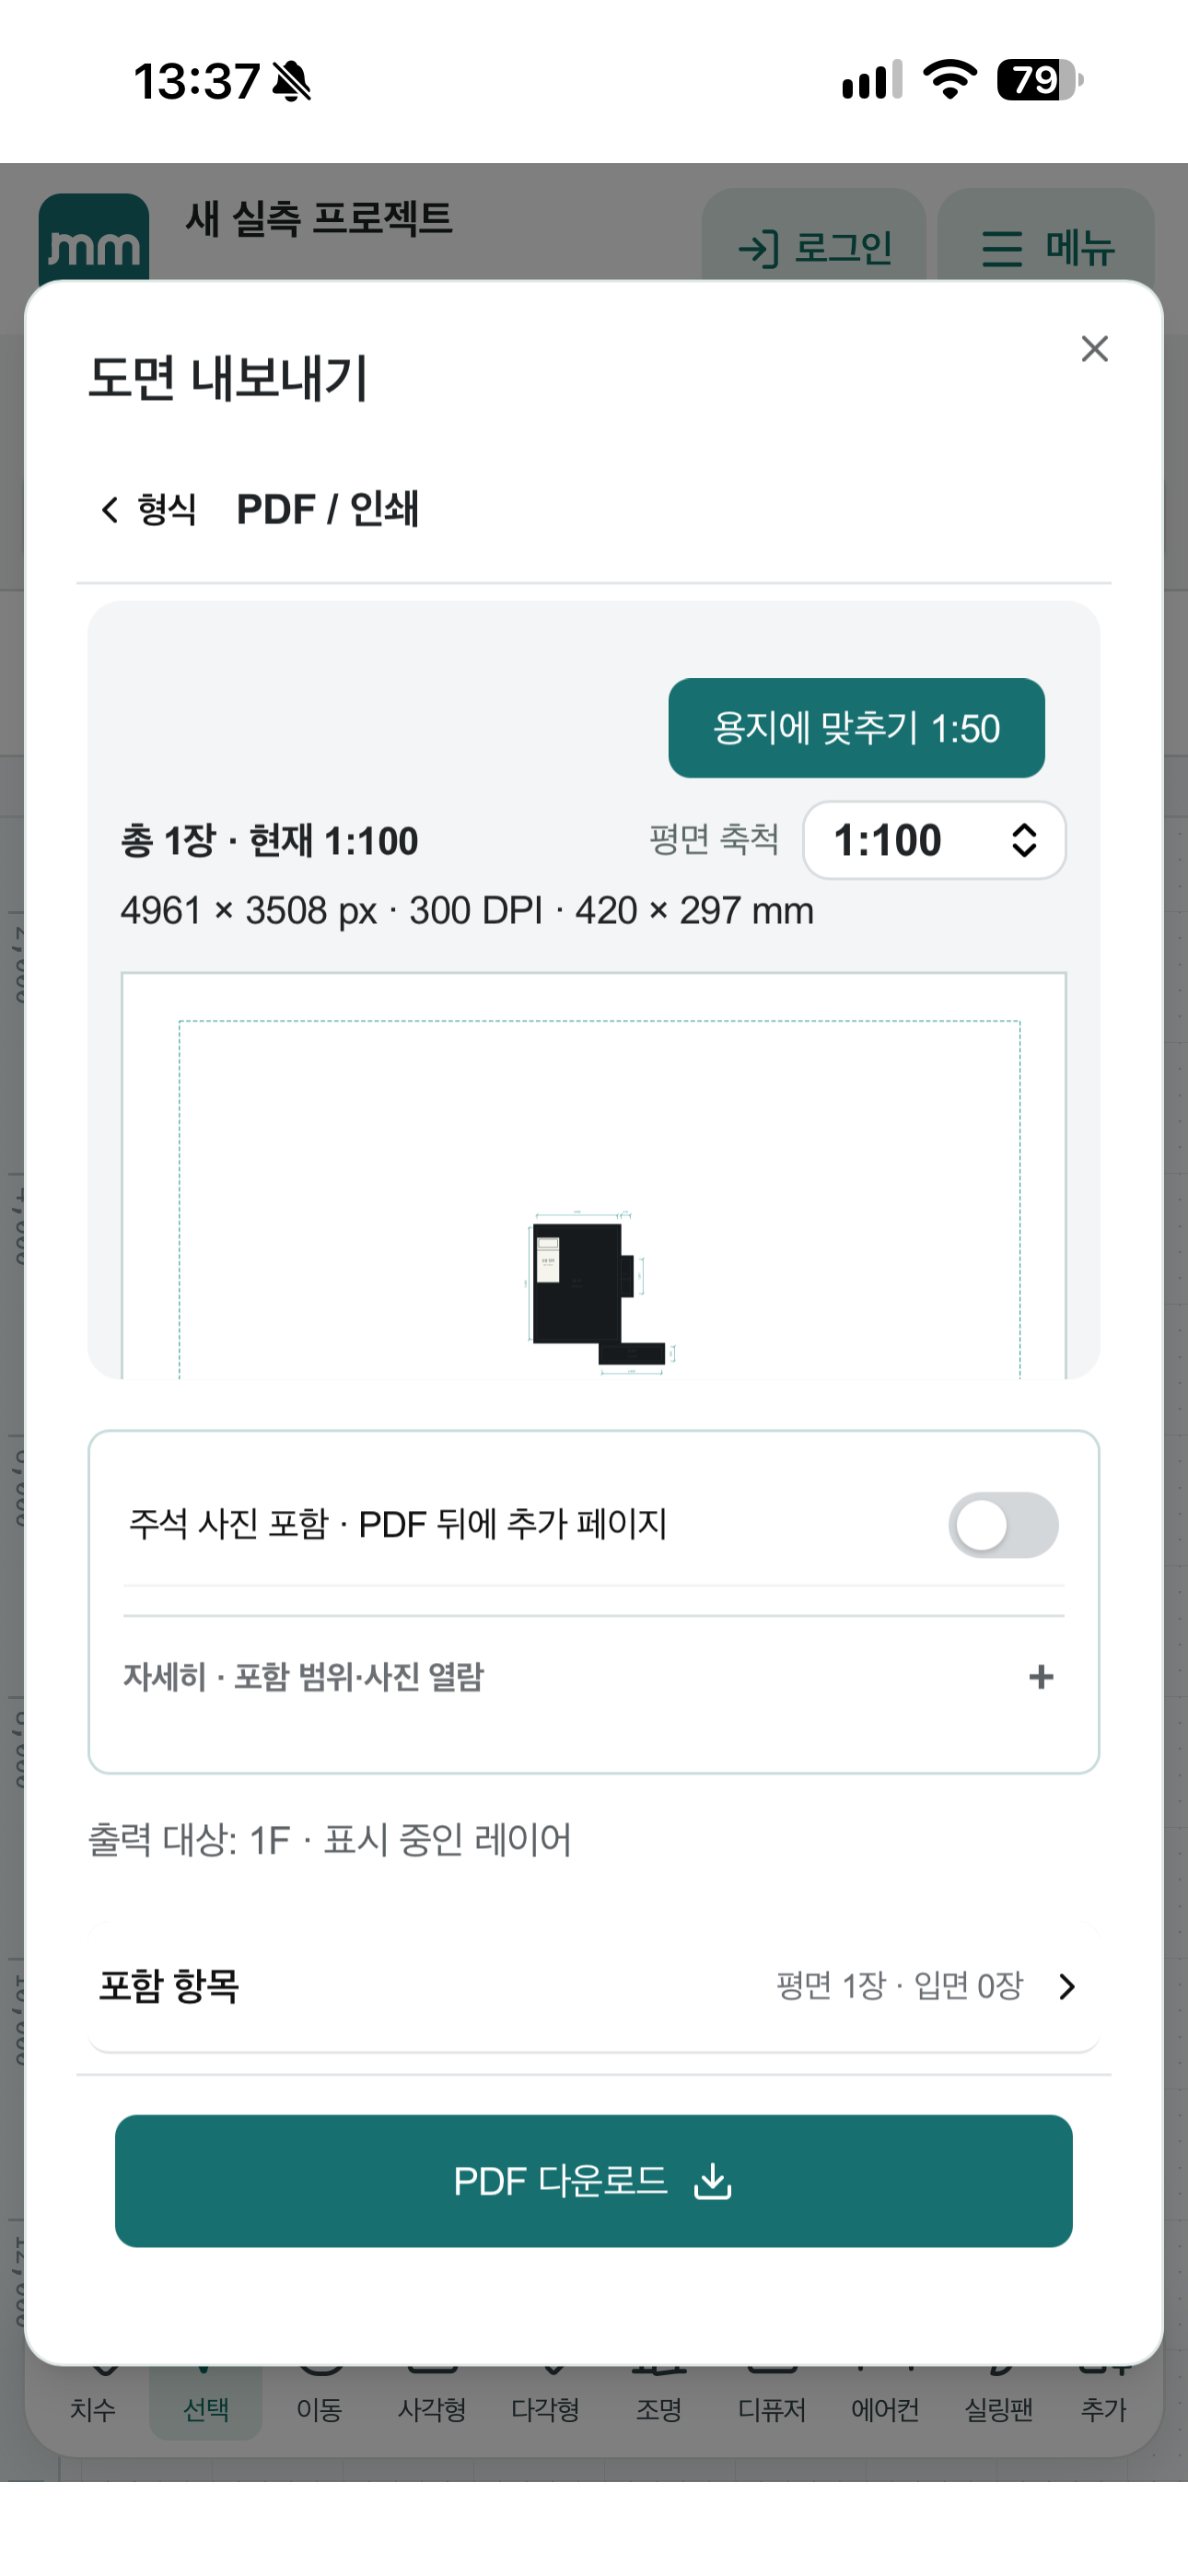 13:37
79
mm
새 실측 프로젝트
로그인
메뉴
도면 내보내기
형식
PDF / 인쇄
용지에 맞추기 1:50
총 1장 · 현재 1:100
평면 축척
1:100
4961 × 3508 px · 300 DPI · 420 × 297 mm
주석 사진 포함 · PDF 뒤에 추가 페이지
자세히 · 포함 범위·사진 열람
+
출력 대상: 1F · 표시 중인 레이어
포함 항목
평면 1장 · 입면 0장
PDF 다운로드
치수
선택
이동
사각형
다각형
조명
디퓨저
에어컨
실링팬
추가